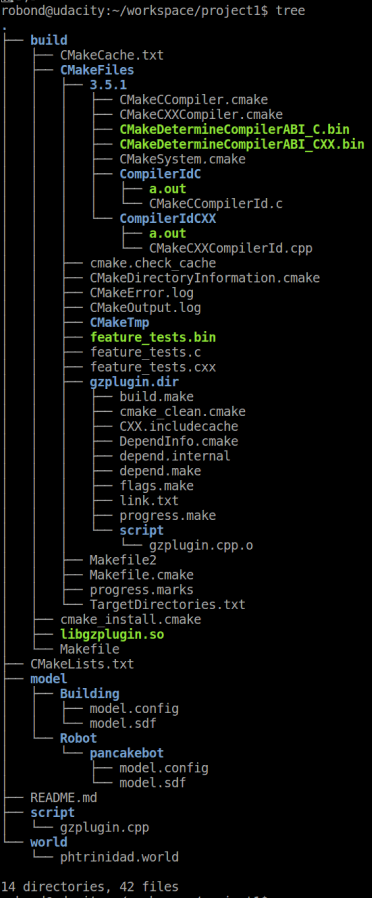 robond@udacity:~/workspace/project1$ tree
.
├── build
│   ├── CMakeCache.txt
│   ├── CMakeFiles
│   │   ├── 3.5.1
│   │   │   ├── CMakeCCompiler.cmake
│   │   │   ├── CMakeCXXCompiler.cmake
│   │   │   ├── CMakeDetermineCompilerABI_C.bin
│   │   │   ├── CMakeDetermineCompilerABI_CXX.bin
│   │   │   ├── CMakeSystem.cmake
│   │   │   ├── CompilerIdC
│   │   │   │   ├── a.out
│   │   │   │   └── CMakeCCompilerId.c
│   │   │   └── CompilerIdCXX
│   │   │       ├── a.out
│   │   │       └── CMakeCXXCompilerId.cpp
│   │   ├── cmake.check_cache
│   │   ├── CMakeDirectoryInformation.cmake
│   │   ├── CMakeError.log
│   │   ├── CMakeOutput.log
│   │   ├── CMakeTmp
│   │   ├── feature_tests.bin
│   │   ├── feature_tests.c
│   │   ├── feature_tests.cxx
│   │   ├── gzplugin.dir
│   │   │   ├── build.make
│   │   │   ├── cmake_clean.cmake
│   │   │   ├── CXX.includecache
│   │   │   ├── DependInfo.cmake
│   │   │   ├── depend.internal
│   │   │   ├── depend.make
│   │   │   ├── flags.make
│   │   │   ├── link.txt
│   │   │   ├── progress.make
│   │   │   └── script
│   │   │       └── gzplugin.cpp.o
│   │   ├── Makefile2
│   │   ├── Makefile.cmake
│   │   ├── progress.marks
│   │   └── TargetDirectories.txt
│   ├── cmake_install.cmake
│   ├── libgzplugin.so
│   └── Makefile
├── CMakeLists.txt
├── model
│   ├── Building
│   │   ├── model.config
│   │   └── model.sdf
│   └── Robot
│       └── pancakebot
│           ├── model.config
│           └── model.sdf
├── README.md
├── script
│   └── gzplugin.cpp
└── world
    └── phtrinidad.world

14 directories, 42 files